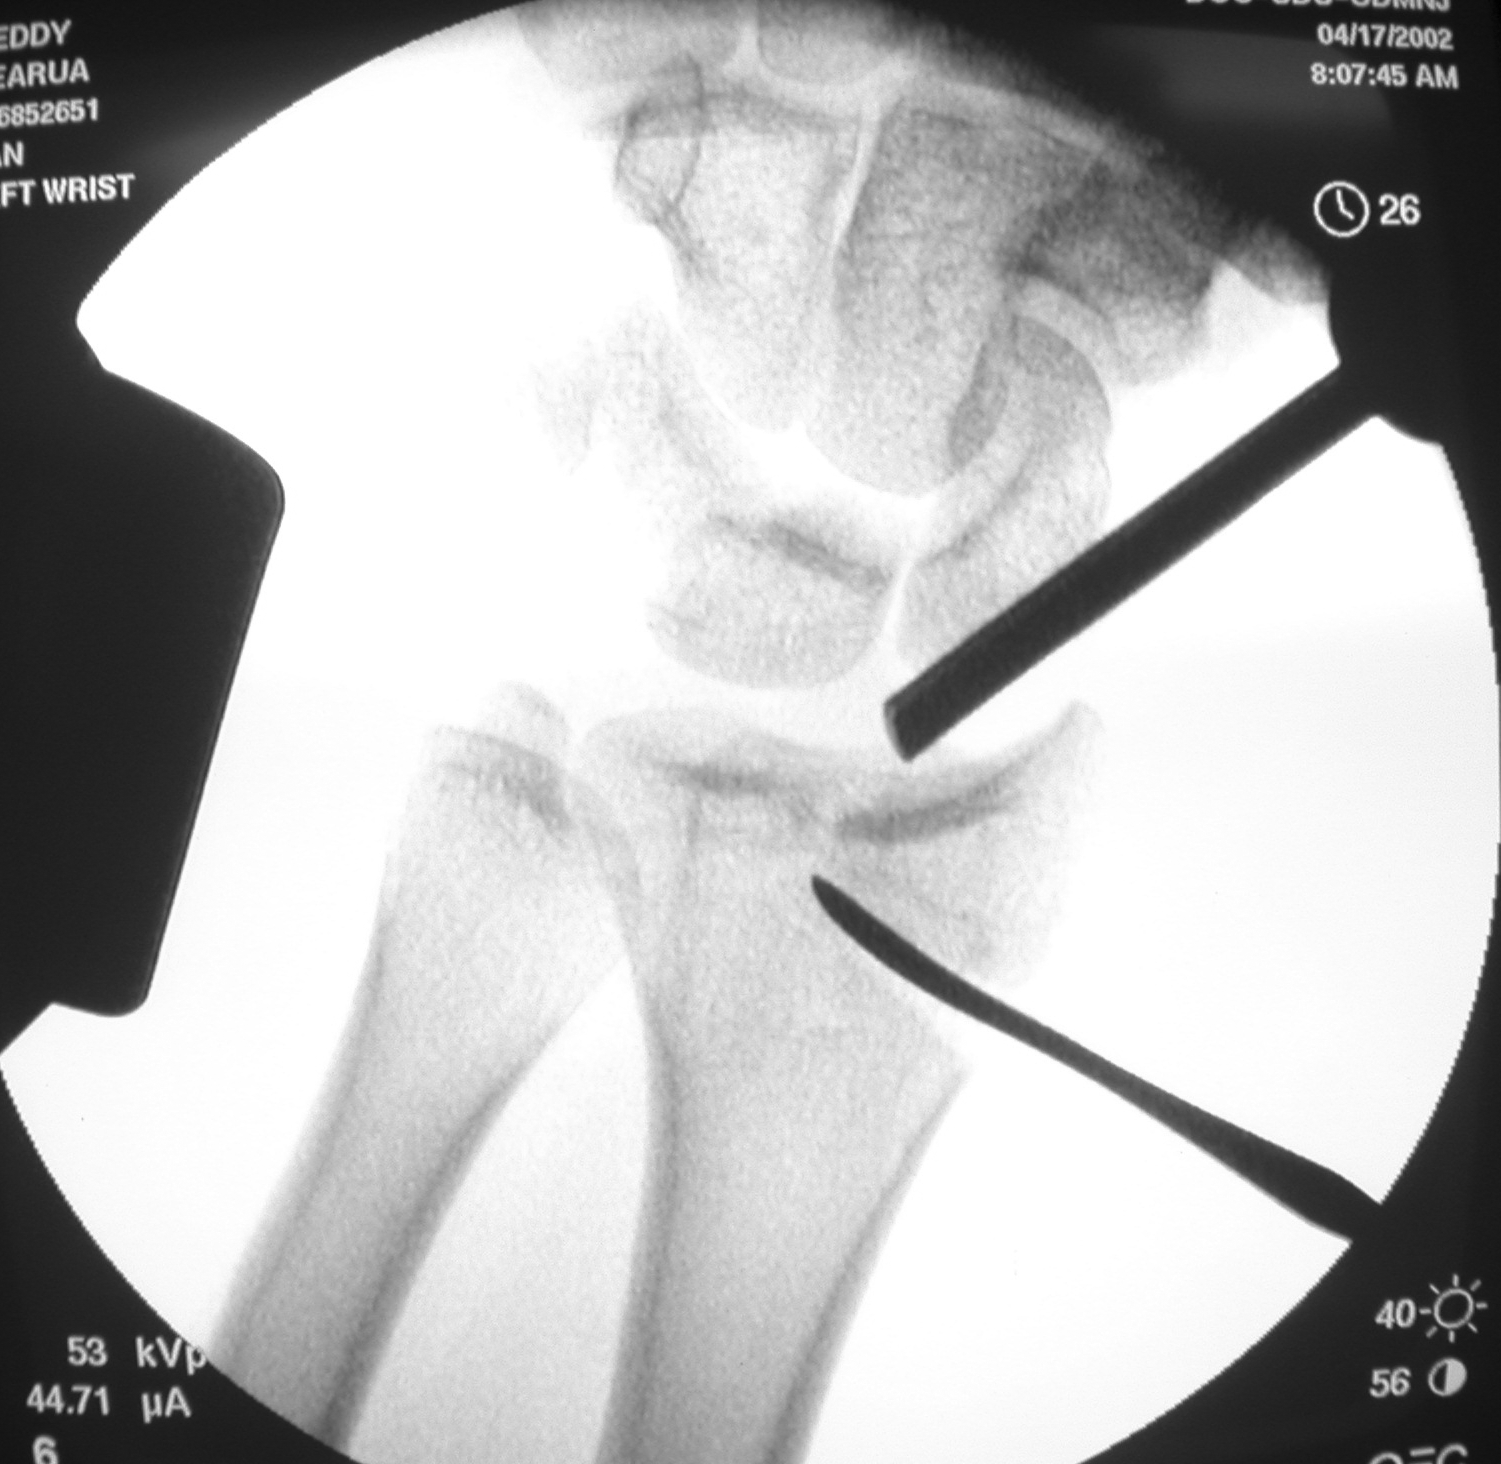 EDDY
EARUA
6852651
AN
FT WRIST
04/17/2002
8:07:45 AM
26
53 kVp
44.71 µA
6
40
56